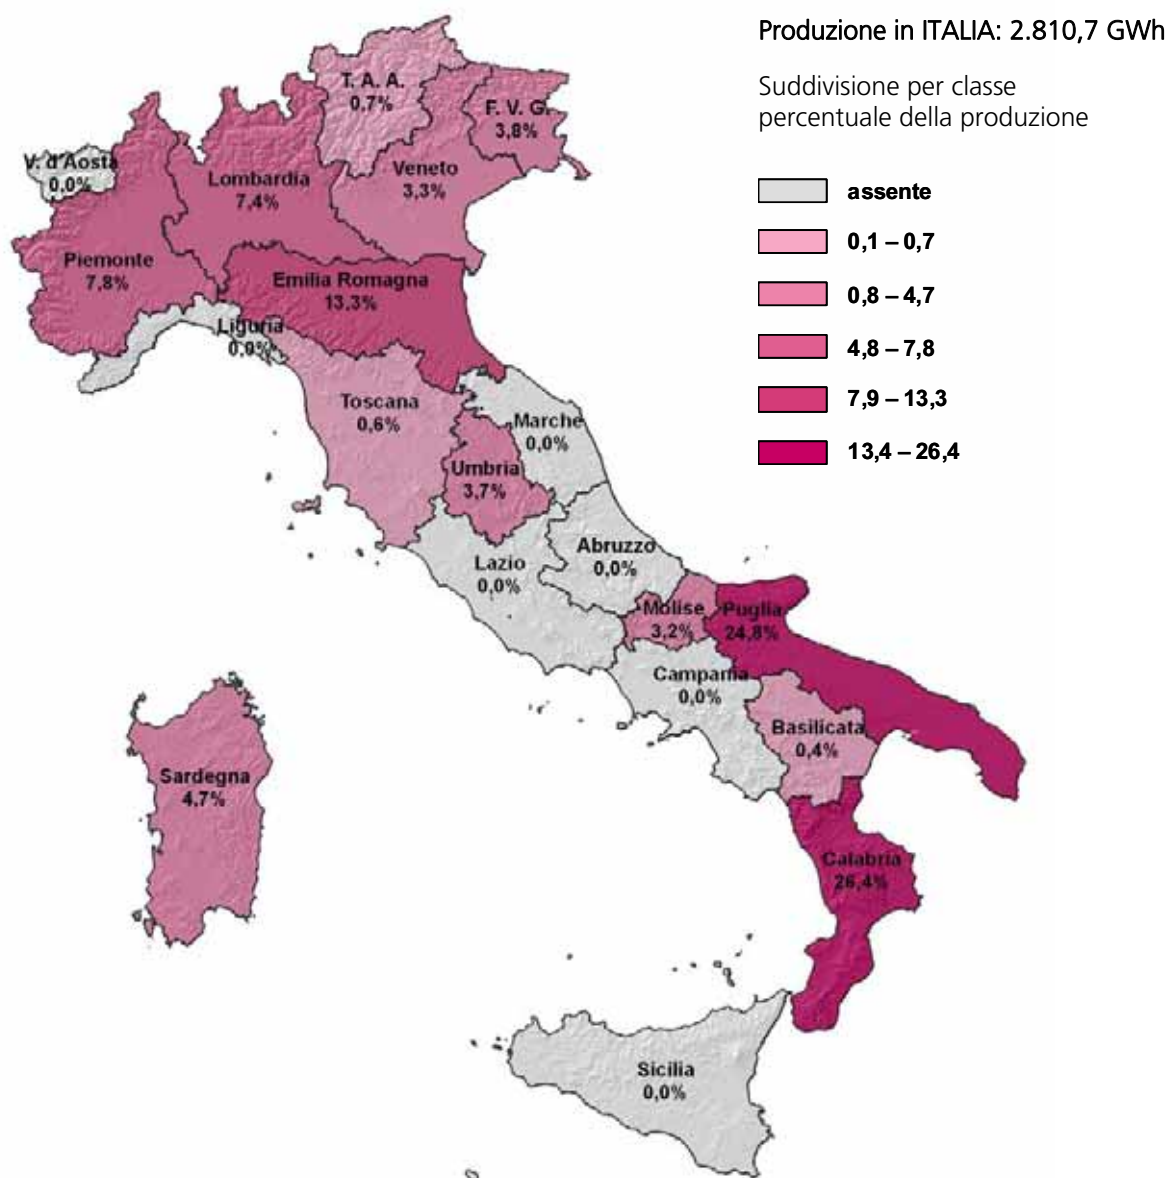 Produzione in ITALIA: 2.810,7 GWh
Suddivisione per classe
percentuale della produzione
assente
0,1 – 0,7
0,8 – 4,7
4,8 – 7,8
7,9 – 13,3
13,4 – 26,4
T. A. A.
0,7%
F. V. G.
3,8%
V. d'Aosta
0,0%
Lombardia
7,4%
Veneto
3,3%
Piemonte
7,8%
Emilia Romagna
13,3%
Liguria
0,0%
Toscana
0,6%
Marche
0,0%
Umbria
3,7%
Lazio
0,0%
Abruzzo
0,0%
Molise
3,2%
Puglia
24,8%
Campania
0,0%
Basilicata
0,4%
Sardegna
4,7%
Calabria
26,4%
Sicilia
0,0%